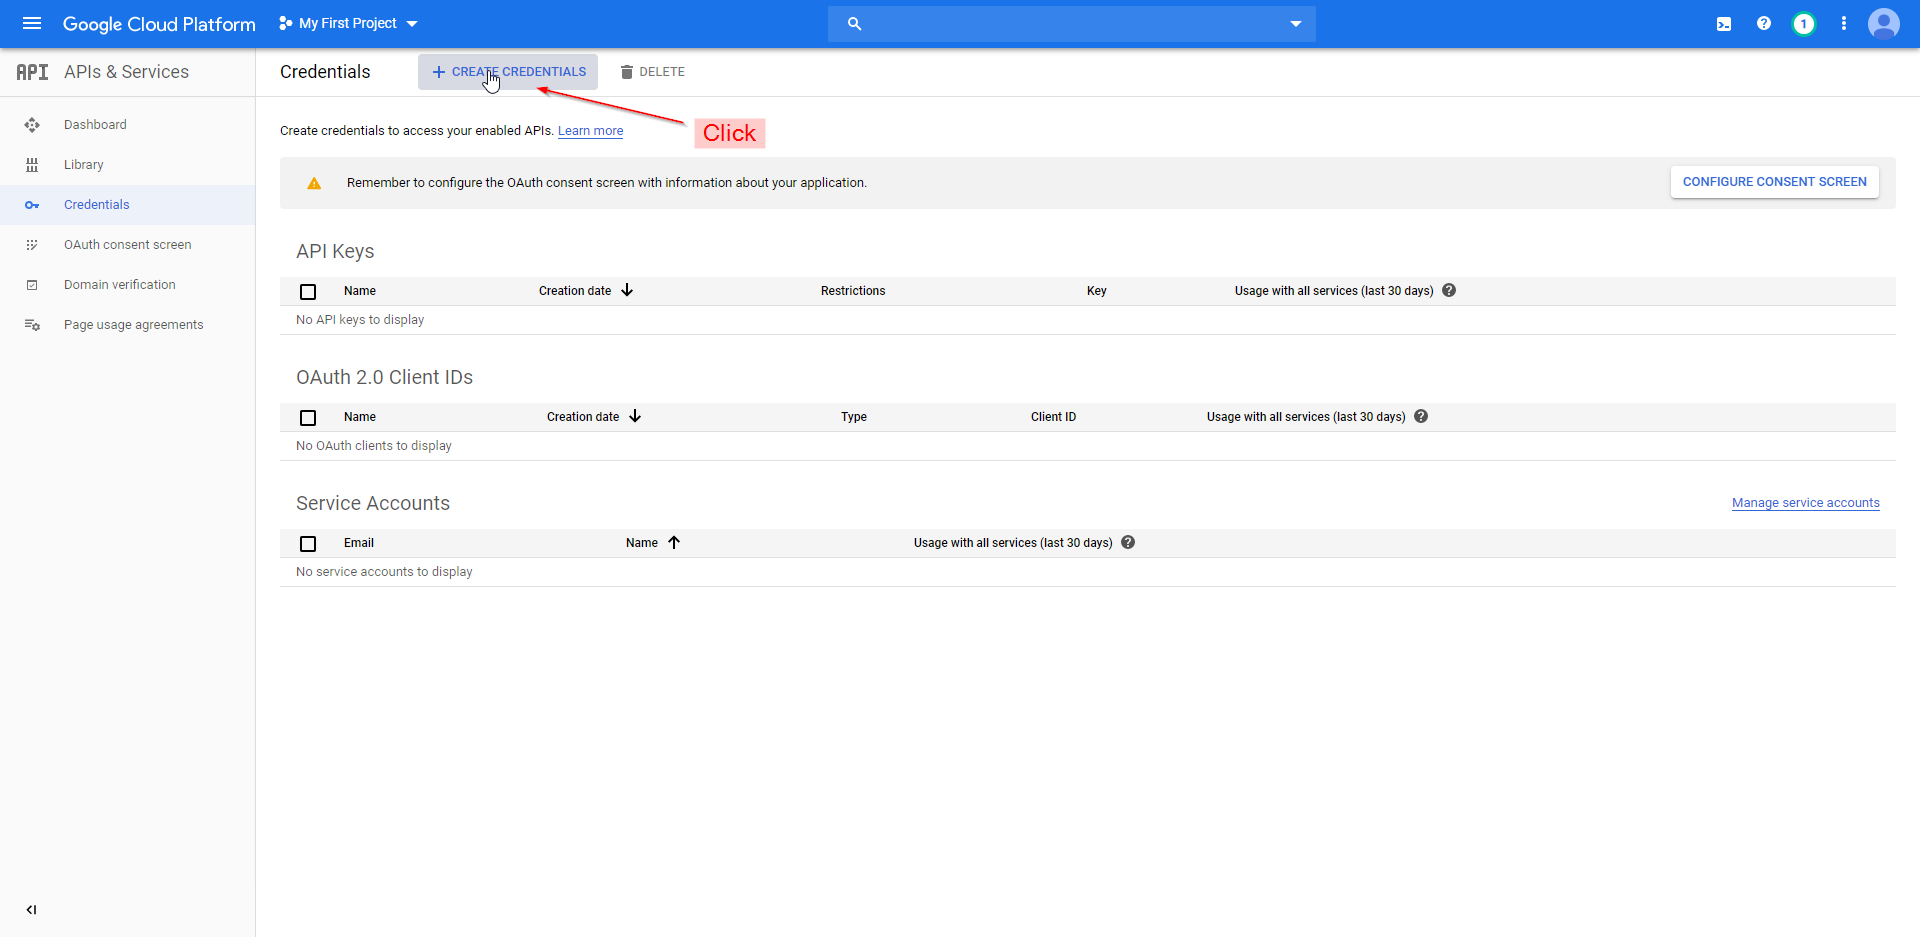 Google Cloud Platform
My First Project
1
API APIs & Services
Credentials
+ CREATE CREDENTIALS
DELETE
Dashboard
Library
Credentials
OAuth consent screen
Domain verification
Page usage agreements
Create credentials to access your enabled APIs. Learn more
Click
Remember to configure the OAuth consent screen with information about your application.
CONFIGURE CONSENT SCREEN
API Keys
Name Creation date Restrictions Key Usage with all services (last 30 days)
No API keys to display
OAuth 2.0 Client IDs
Name Creation date Type Client ID Usage with all services (last 30 days)
No OAuth clients to display
Service Accounts
Manage service accounts
Email Name Usage with all services (last 30 days)
No service accounts to display